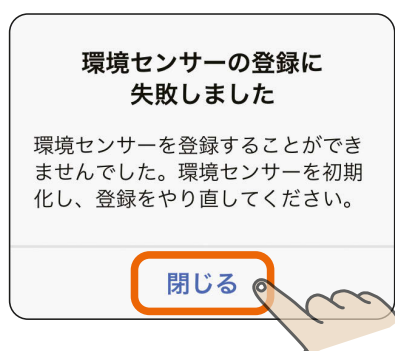 環境センサーの登録に
失敗しました
環境センサーを登録することができ
ませんでした。環境センサーを初期
化し、登録をやり直してください。
閉じる